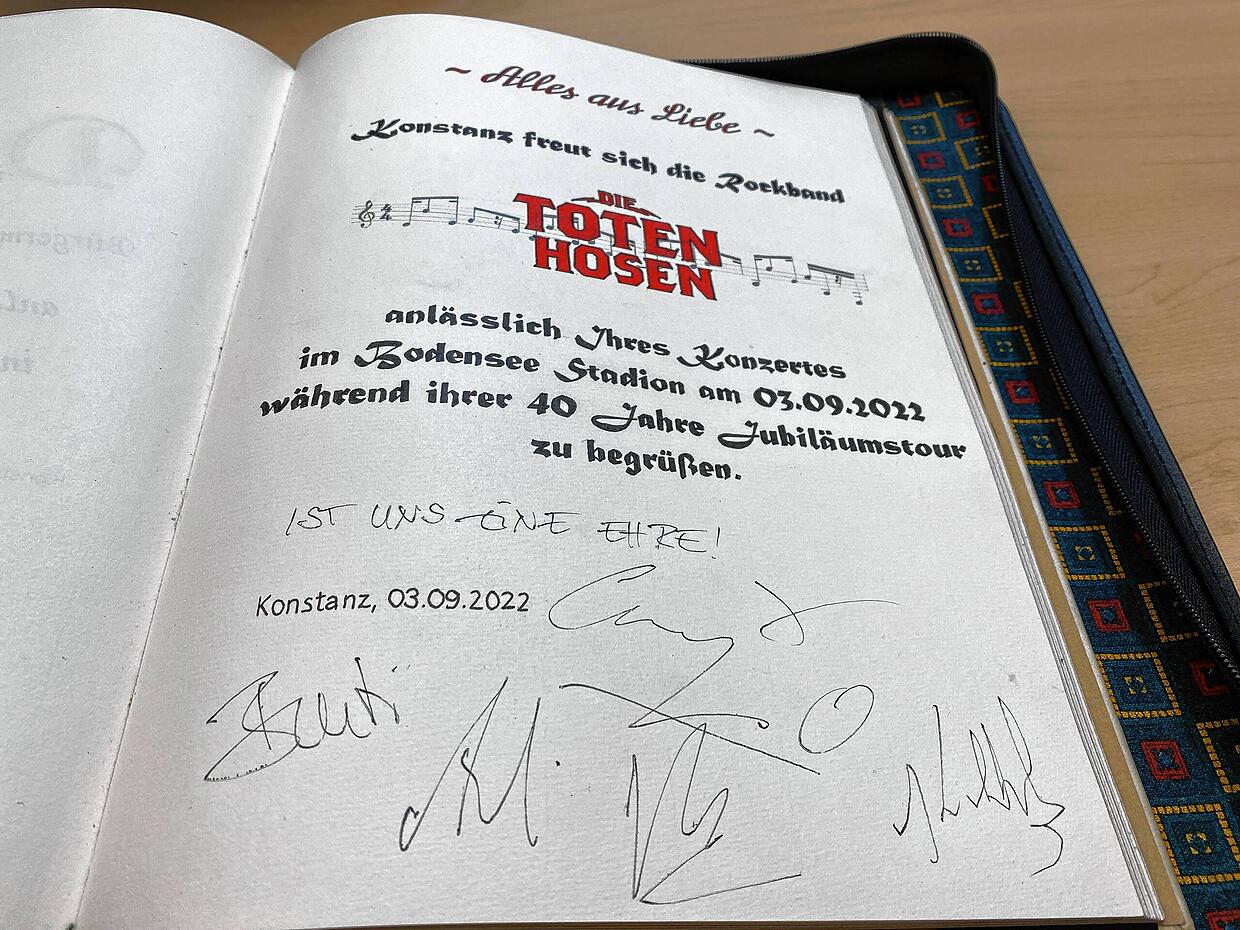 ~ Alles aus Liebe ~
Konstanz freut sich die Rockband
DIE
TOTEN
HOSEN
anlässlich Ihres Konzertes
im Bodensee Stadion am 03.09.2022
während ihrer 40 Jahre Jubiläumstour
zu begrüßen.
IST UNS EINE EHRE!
Konstanz, 03.09.2022